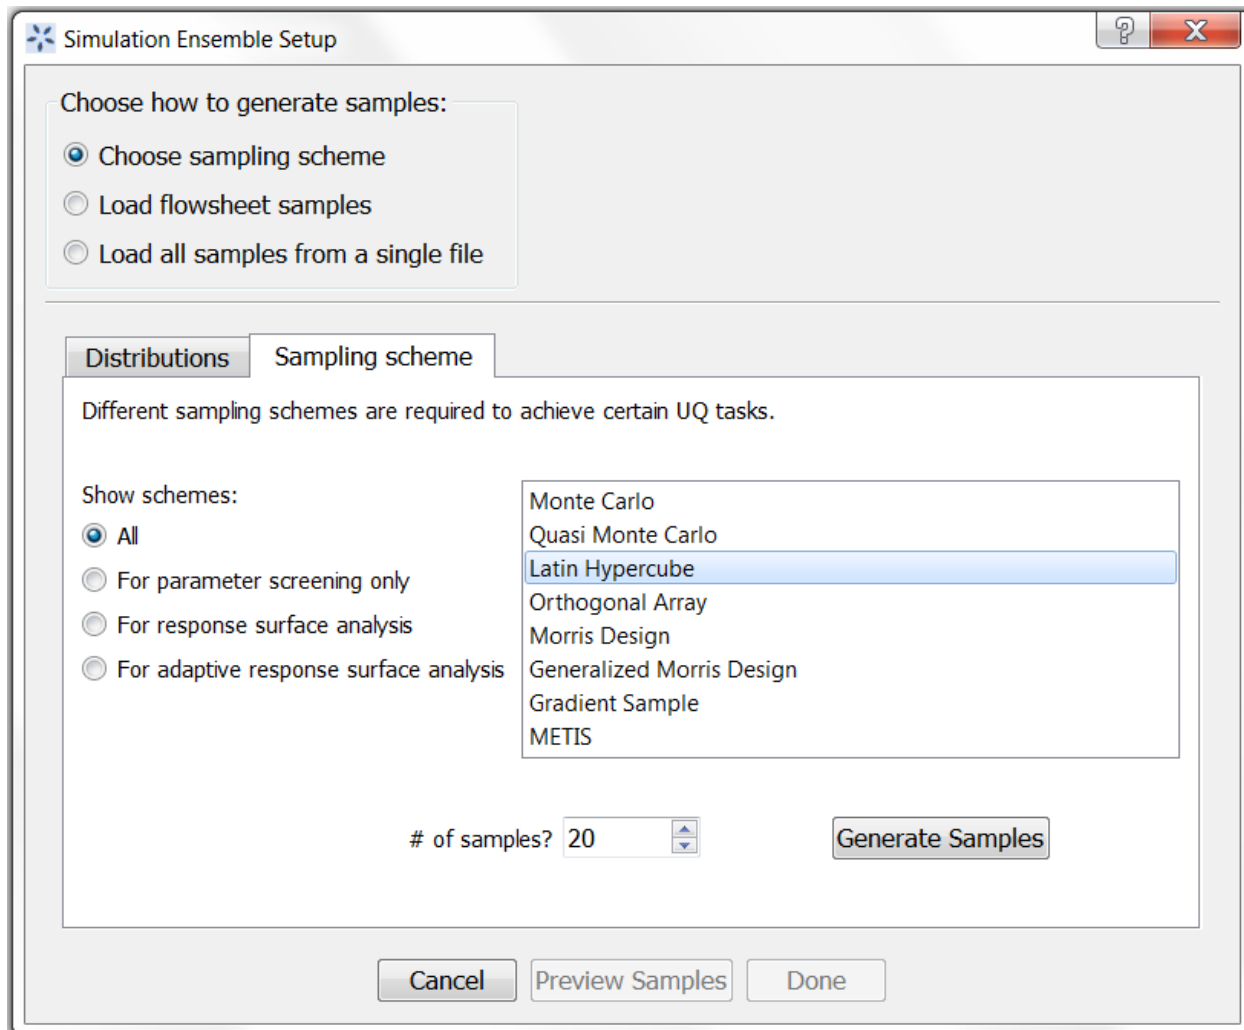 Simulation Ensemble Setup
Choose how to generate samples:
Choose sampling scheme
Load flowsheet samples
Load all samples from a single file
Distributions
Sampling scheme
Different sampling schemes are required to achieve certain UQ tasks.
Show schemes:
All
For parameter screening only
For response surface analysis
For adaptive response surface analysis
Monte Carlo
Quasi Monte Carlo
Latin Hypercube
Orthogonal Array
Morris Design
Generalized Morris Design
Gradient Sample
METIS
# of samples? 20
Generate Samples
Cancel
Preview Samples
Done